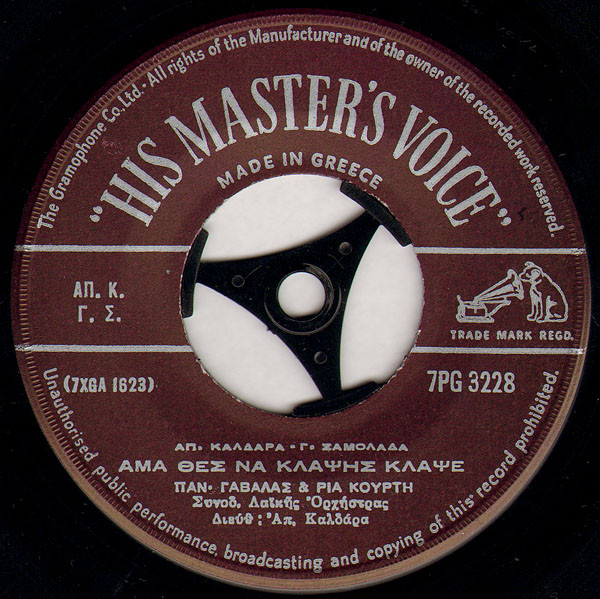 The Gramophone Co., Ltd. · All rights of the Manufacturer and of the owner of the recorded work reserved.
"HIS MASTER'S VOICE"
MADE IN GREECE
ΑΠ. Κ.
Γ. Σ.
TRADE MARK REGD.
(7XGA 1623)
7PG 3228
ΑΠ. ΚΑΛΔΑΡΑ - Γ. ΣΑΜΟΛΑΔΑ
ΑΜΑ ΘΕΣ ΝΑ ΚΛΑΨΗΣ ΚΛΑΨΕ
ΠΑΝ. ΓΑΒΑΛΑΣ & ΡΙΑ ΚΟΥΡΤΗ
Συνοδ. Λαϊκῆς Ὀρχήστρας
Διεύθ: Ἀπ, Καλδάρα
Unauthorised public performance, broadcasting and copying of this record prohibited.